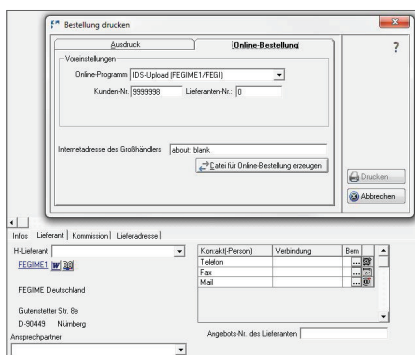 Bestellung drucken
Ausdruck
Online-Bestellung
Voreinstellungen
Online-Programm IDS-Upload (FEGIME1/FEGI)
Kunden-Nr. 9999998 Lieferanten-Nr.: 0
Internetadresse des Großhändlers about: blank
Datei für Online-Bestellung erzeugen
?
Drucken
Abbrechen
Infos Lieferant Kommission Lieferadresse
H-Lieferant
FEGIME1 W
FEGIME Deutschland
Gutenstetter Str. 8s
D-90449 Nürnberg
Ansprechpartner
Kontakt(-Person) Verbindung Bem
Telefon ...
Fax ...
Mail ...
Angebots-Nr. des Lieferanten